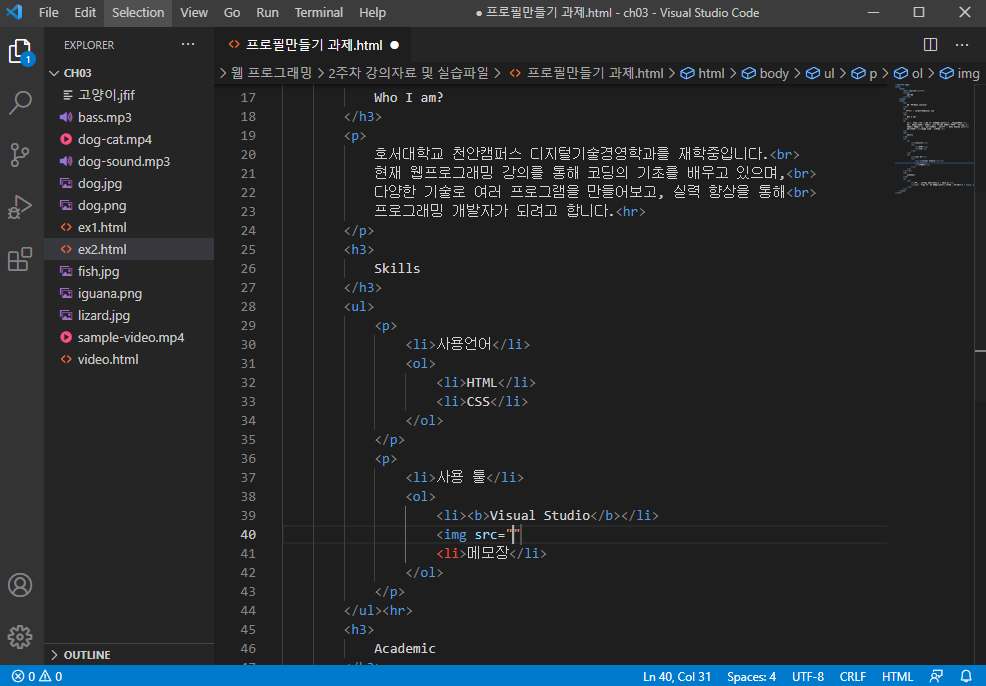 File Edit Selection View Go Run Terminal Help ● 프로필만들기 과제.html - ch03 - Visual Studio Code
EXPLORER ···
프로필만들기 과제.html ●
CH03
웹 프로그래밍 > 2주차 강의자료 및 실습파일 > <> 프로필만들기 과제.html > html > body > ul > p > ol > img
고양이.jfif
bass.mp3
dog-cat.mp4
dog-sound.mp3
dog.jpg
dog.png
ex1.html
ex2.html
fish.jpg
iguana.png
lizard.jpg
sample-video.mp4
video.html
OUTLINE
1
17 Who I am?
18 </h3>
19 <p>
20 호서대학교 천안캠퍼스 디지털기술경영학과를 재학중입니다.<br>
21 현재 웹프로그래밍 강의를 통해 코딩의 기초를 배우고 있으며,<br>
22 다양한 기술로 여러 프로그램을 만들어보고, 실력 향상을 통해<br>
23 프로그래밍 개발자가 되려고 합니다.<hr>
24 </p>
25 <h3>
26 Skills
27 </h3>
28 <ul>
29 <p>
30 <li>사용언어</li>
31 <ol>
32 <li>HTML</li>
33 <li>CSS</li>
34 </ol>
35 </p>
36 <p>
37 <li>사용 툴</li>
38 <ol>
39 <li><b>Visual Studio</b></li>
40 <img src=""
41 <li>메모장</li>
42 </ol>
43 </p>
44 </ul><hr>
45 <h3>
46 Academic
0 0 Ln 40, Col 31 Spaces: 4 UTF-8 CRLF HTML